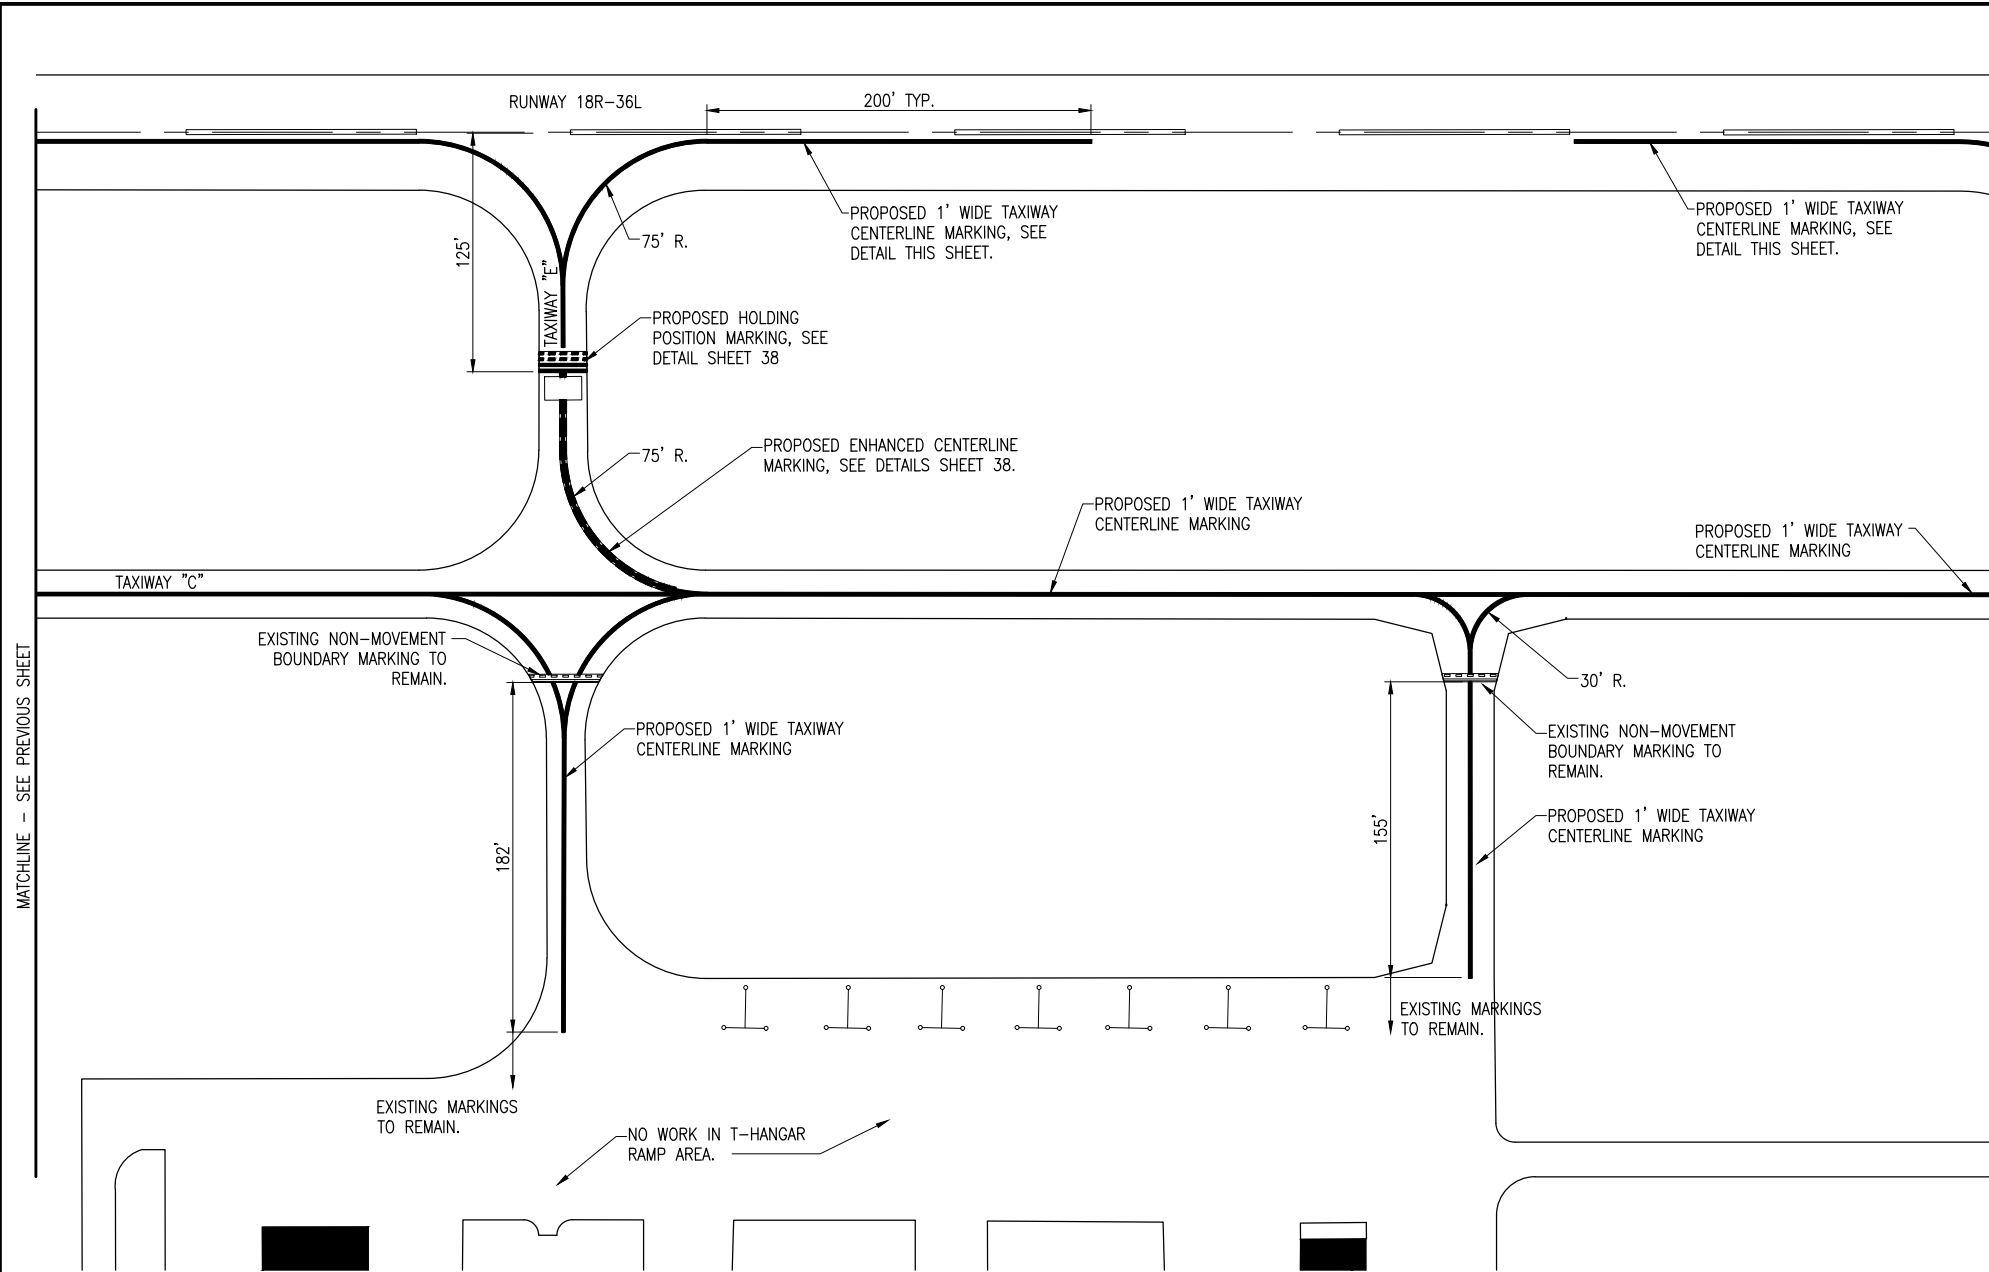 RUNWAY 18R-36L
200' TYP.
PROPOSED 1' WIDE TAXIWAY
CENTERLINE MARKING, SEE
DETAIL THIS SHEET.
PROPOSED 1' WIDE TAXIWAY
CENTERLINE MARKING, SEE
DETAIL THIS SHEET.
75' R.
125'
TAXIWAY "E"
PROPOSED HOLDING
POSITION MARKING, SEE
DETAIL SHEET 38
75' R.
PROPOSED ENHANCED CENTERLINE
MARKING, SEE DETAILS SHEET 38.
PROPOSED 1' WIDE TAXIWAY
CENTERLINE MARKING
PROPOSED 1' WIDE TAXIWAY
CENTERLINE MARKING
TAXIWAY "C"
EXISTING NON-MOVEMENT
BOUNDARY MARKING TO
REMAIN.
MATCHLINE - SEE PREVIOUS SHEET
30' R.
PROPOSED 1' WIDE TAXIWAY
CENTERLINE MARKING
EXISTING NON-MOVEMENT
BOUNDARY MARKING TO
REMAIN.
182'
155'
PROPOSED 1' WIDE TAXIWAY
CENTERLINE MARKING
EXISTING MARKINGS
TO REMAIN.
EXISTING MARKINGS
TO REMAIN.
NO WORK IN T-HANGAR
RAMP AREA.